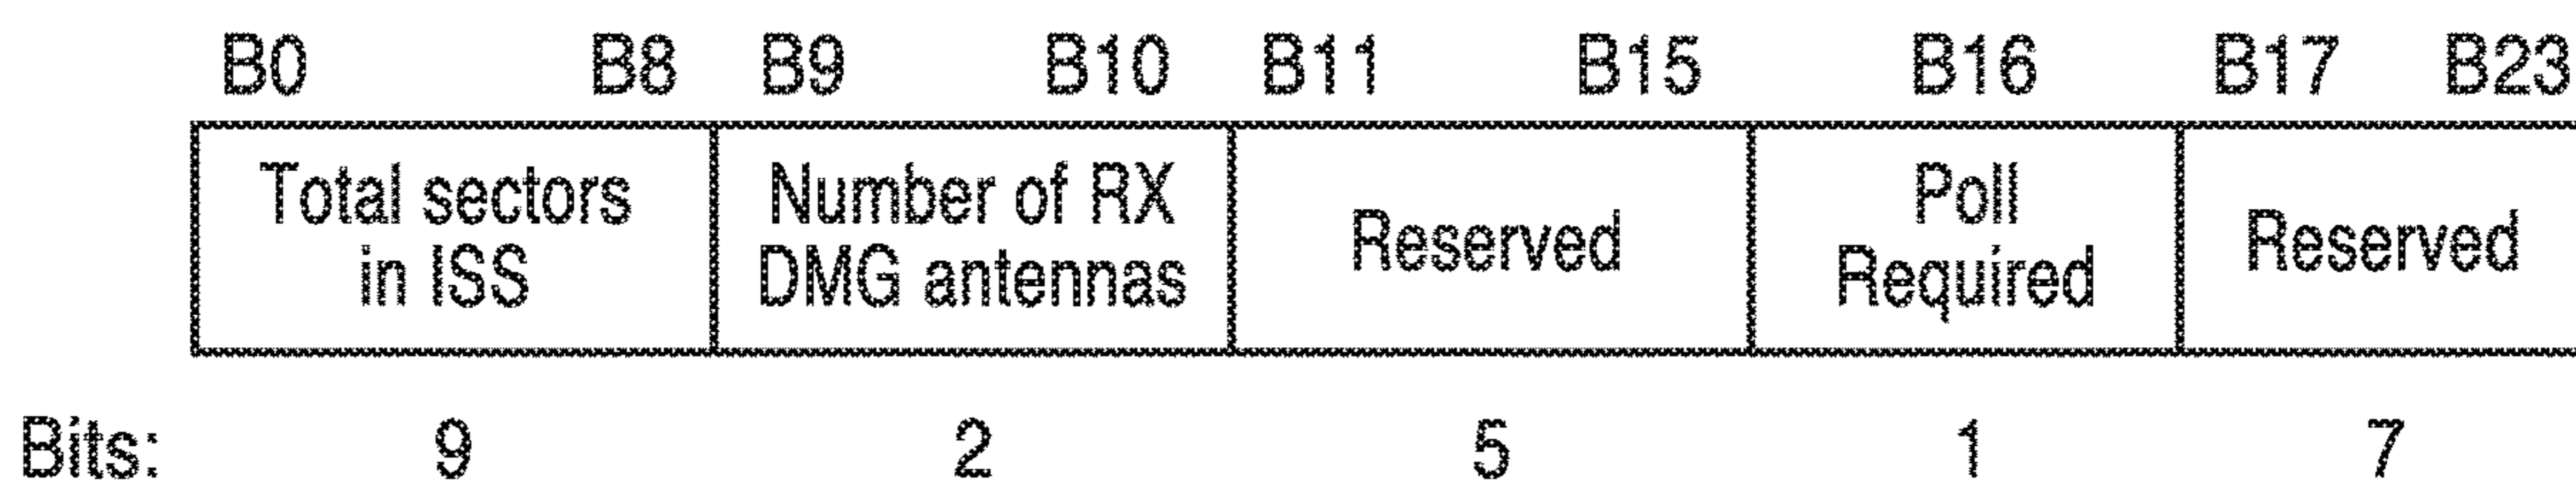 B0 B8 B9 B10 B11 B15 B16 B17 B23
Total sectors in ISS
Number of RX DMG antennas
Reserved
Poll Required
Reserved
Bits: 9 2 5 1 7